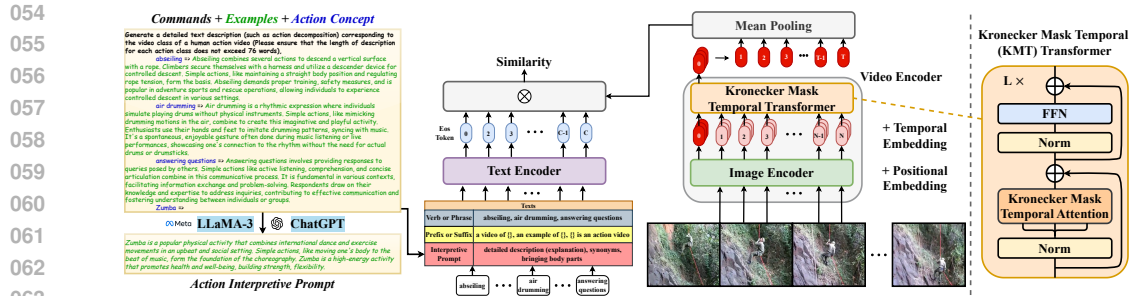 054
055
056
057
058
059
060
061
062
Commands + Examples + Action Concept
Generate a detailed text description (such as action decomposition) corresponding to
the video class of a human action video (Please ensure that the length of description
for each action class does not exceed 76 words).
abseiling ⇔ Abseiling combines several actions to descend a vertical surface
with a rope. Climbers secure themselves with a harness and utilize a descender device for
controlled descent. Simple actions, like maintaining a straight body position and regulating
rope tension, form the basis. Abseiling demands proper training, safety measures, and is
popular in adventure sports and rescue operations, allowing individuals to experience
controlled descent in various settings.
air drumming ⇔ Air drumming is a rhythmic expression where individuals
simulate playing drums without physical instruments. Simple actions, like mimicking
drumming motions in the air, combine to create this imaginative and playful activity.
Enthusiasts use their hands and feet to imitate drumming patterns, syncing with music.
It's a spontaneous, enjoyable gesture often done during music listening or live
performances, showcasing one's connection to the rhythm without the need for actual
drums or drumsticks.
answering questions ⇔ Answering questions involves providing responses to
queries posed by others. Simple actions like active listening, comprehension, and concise
articulation combine in this communicative process. It is fundamental in various contexts,
facilitating information exchange and problem-solving. Respondents draw on their
knowledge and expertise to address inquiries, contributing to effective communication and
fostering understanding between individuals or groups.
Zumba ⇔
Meta LLaMA-3 ChatGPT
Zumba is a popular physical activity that combines international dance and exercise
movements in an upbeat and social setting. Simple actions, like moving one's body to the
beat of music, form the foundation of the choreography. Zumba is a high-energy activity
that promotes health and well-being, building strength, flexibility.
Action Interpretive Prompt
Similarity
⊗
Eos
Token
0 2 3 ··· C-1 C
Text Encoder
Texts
Verb or Phrase abseiling, air drumming, answering questions
Prefix or Suffix a video of {}, an example of {}, {} is an action video
Interpretive
Prompt
detailed description (explanation), synonyms,
bringing body parts
abseiling ··· air
drumming ··· answering
questions
Mean Pooling
0 1 2 3 ··· T-1 T
Video Encoder
Kronecker Mask
Temporal Transformer
0 1 2 3 ··· N-1 N
+ Temporal
Embedding
Image Encoder
+ Positional
Embedding
···
Kronecker Mask Temporal
(KMT) Transformer
L ×
FFN
Norm
Kronecker Mask
Temporal Attention
Norm